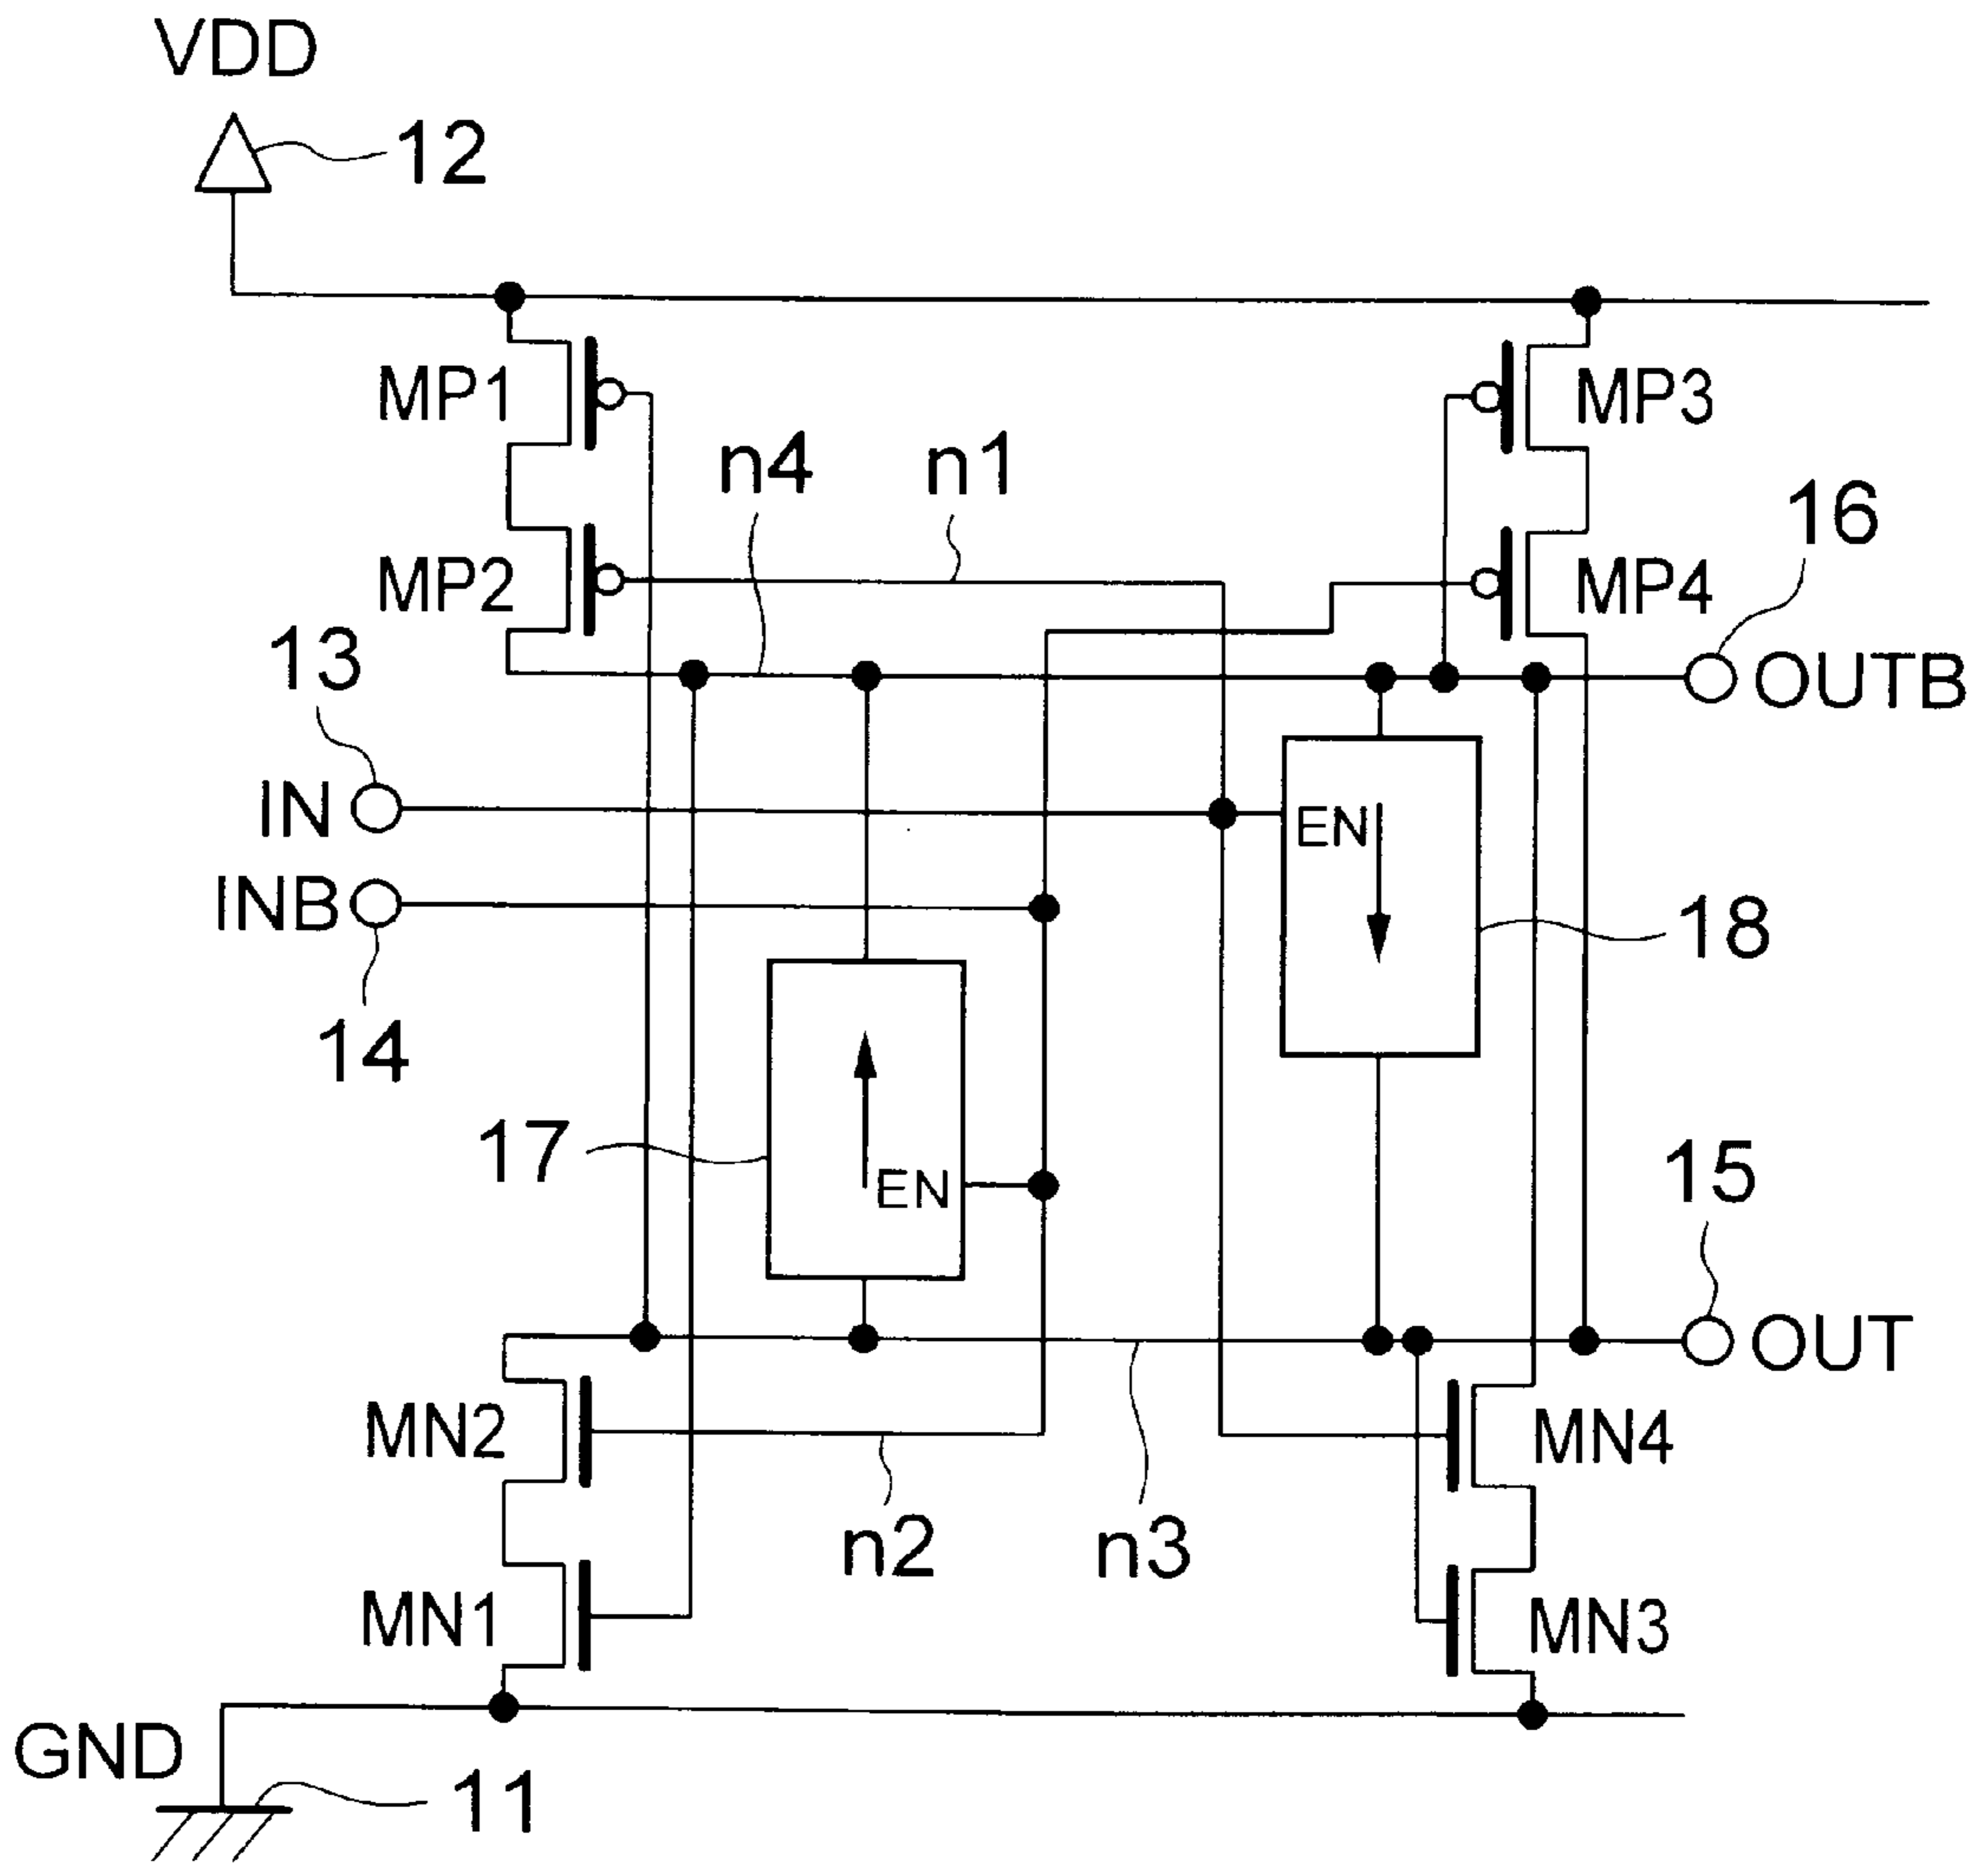 VDD
12
MP1
MP3
n4
n1
16
MP2
MP4
13
OUTB
IN
EN
INB
18
14
17
EN
15
OUT
MN2
MN4
n2
n3
MN1
MN3
GND
11